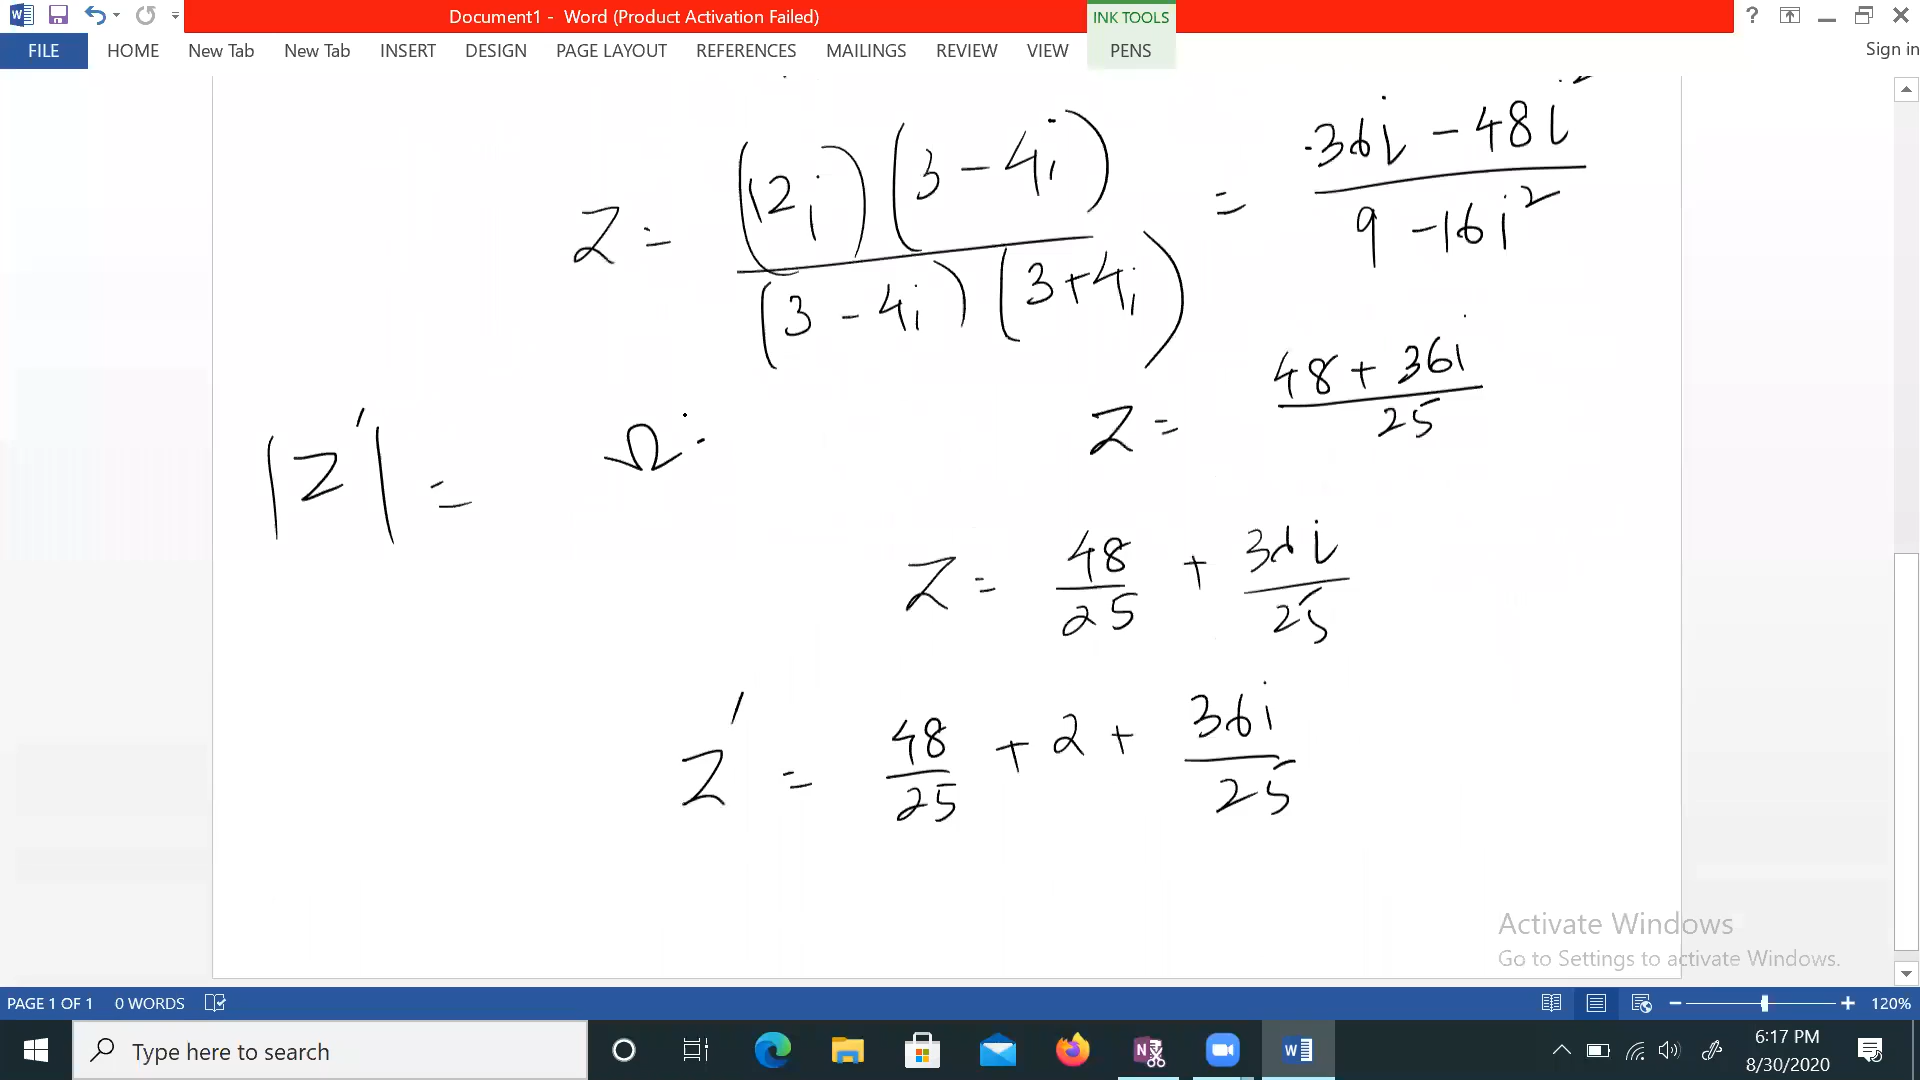 Document1 - Word (Product Activation Failed)
INK TOOLS
?
FILE HOME New Tab New Tab INSERT DESIGN PAGE LAYOUT REFERENCES MAILINGS REVIEW VIEW PENS
Sign in
z = (12i)(3 - 4i) / (3 - 4i)(3 + 4i) = 36i - 48i² / 9 - 16i²
z = 48 + 36i / 25
|z'| = Ω:
z = 48/25 + 36i/25
z' = 48/25 + 2 + 36i/25
Activate Windows
Go to Settings to activate Windows.
PAGE 1 OF 1 0 WORDS
120%
Type here to search
6:17 PM
8/30/2020